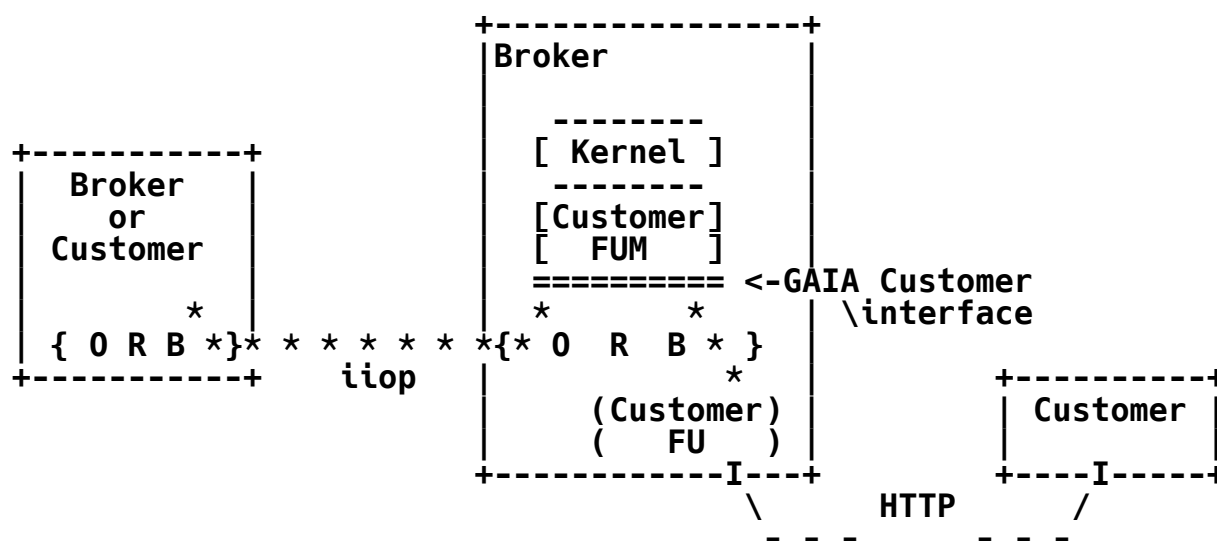 Broker
[ Kernel ]
Broker
or
[Customer]
Customer
[ FUM ]
<-GAIA Customer
\interface
{ O R B *}* * * * * * *{* O R B * }
iiop
(Customer)
Customer
( FU )
I
I
HTTP